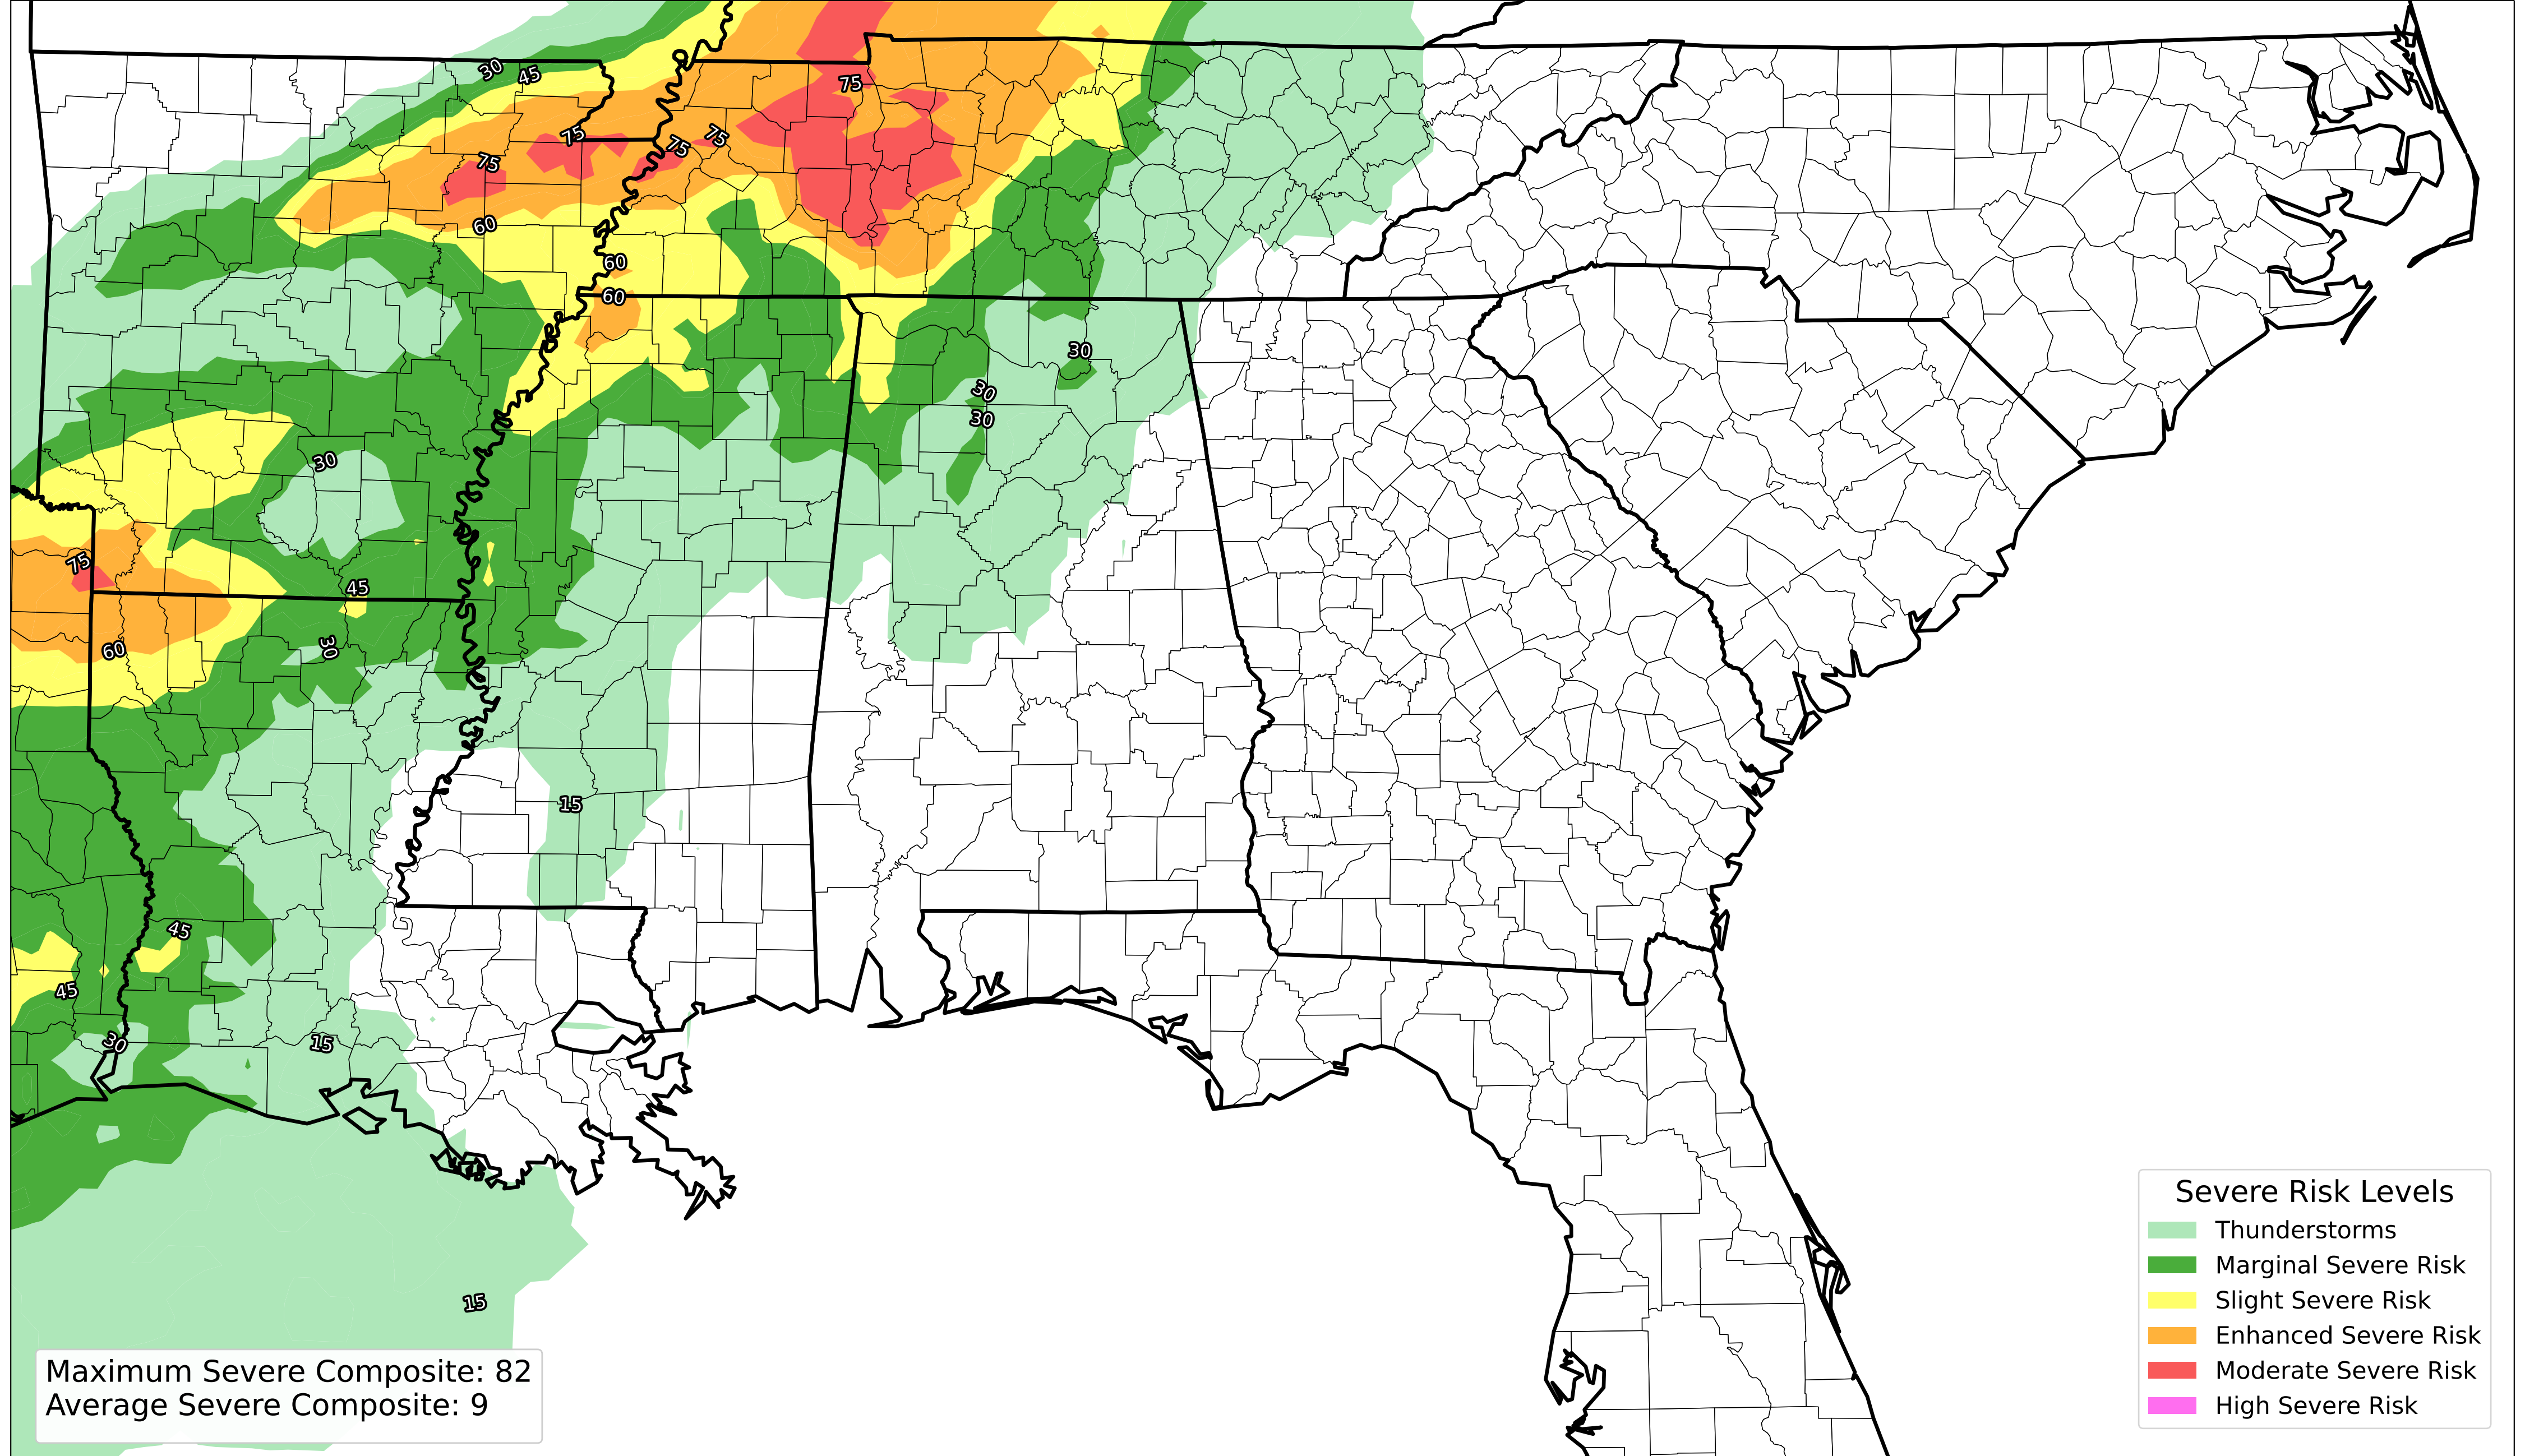 30
45
75
75
75
75
75
60
60
60
30
30
30
30
75
45
60
30
15
45
45
30
15
15
Maximum Severe Composite: 82
Average Severe Composite: 9
Severe Risk Levels
Thunderstorms
Marginal Severe Risk
Slight Severe Risk
Enhanced Severe Risk
Moderate Severe Risk
High Severe Risk